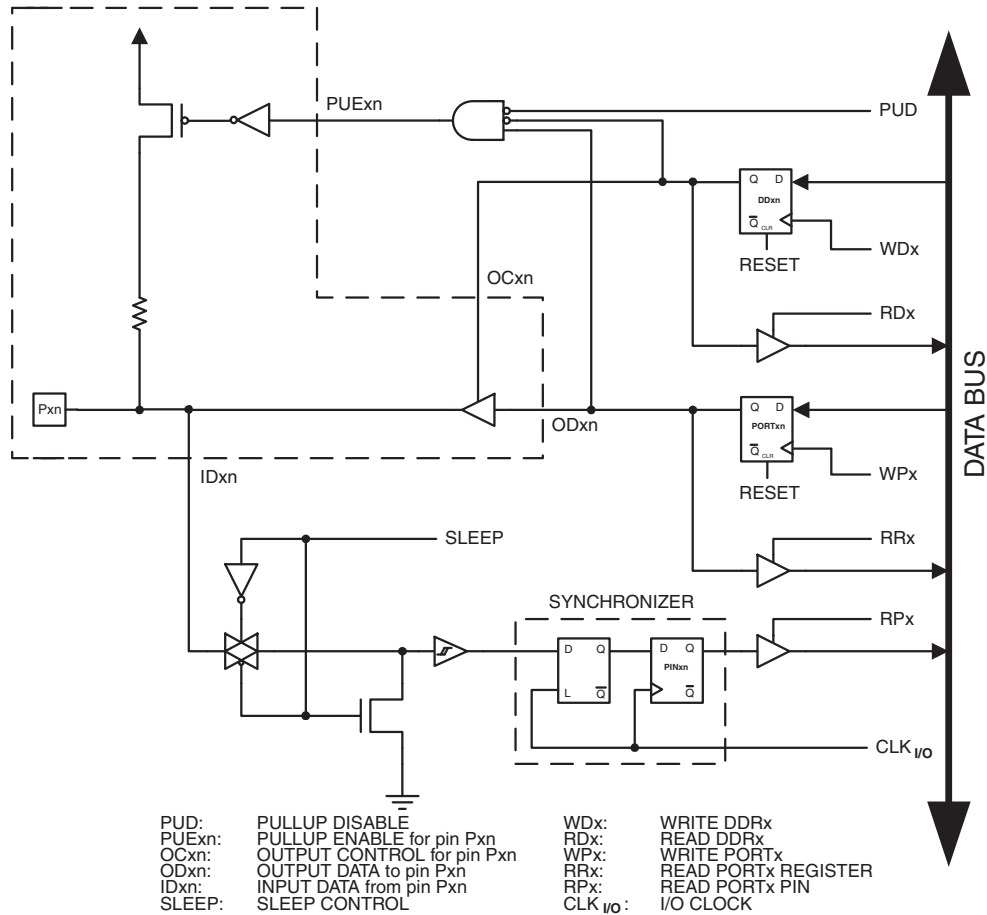 PUExn
PUD
Q D
DDxn
Q CLR
WDx
RESET
OCxn
RDx
Pxn
ODxn
Q D
PORTxn
Q CLR
WPx
RESET
IDxn
DATA BUS
SLEEP
RRx
SYNCHRONIZER
RPx
D Q
L Q
D Q
PINxn
Q
CLK I/O
PUD: PULLUP DISABLE
PUExn: PULLUP ENABLE for pin Pxn
OCxn: OUTPUT CONTROL for pin Pxn
ODxn: OUTPUT DATA to pin Pxn
IDxn: INPUT DATA from pin Pxn
SLEEP: SLEEP CONTROL
WDx: WRITE DDRx
RDx: READ DDRx
WPx: WRITE PORTx
RRx: READ PORTx REGISTER
RPx: READ PORTx PIN
CLK I/O: I/O CLOCK